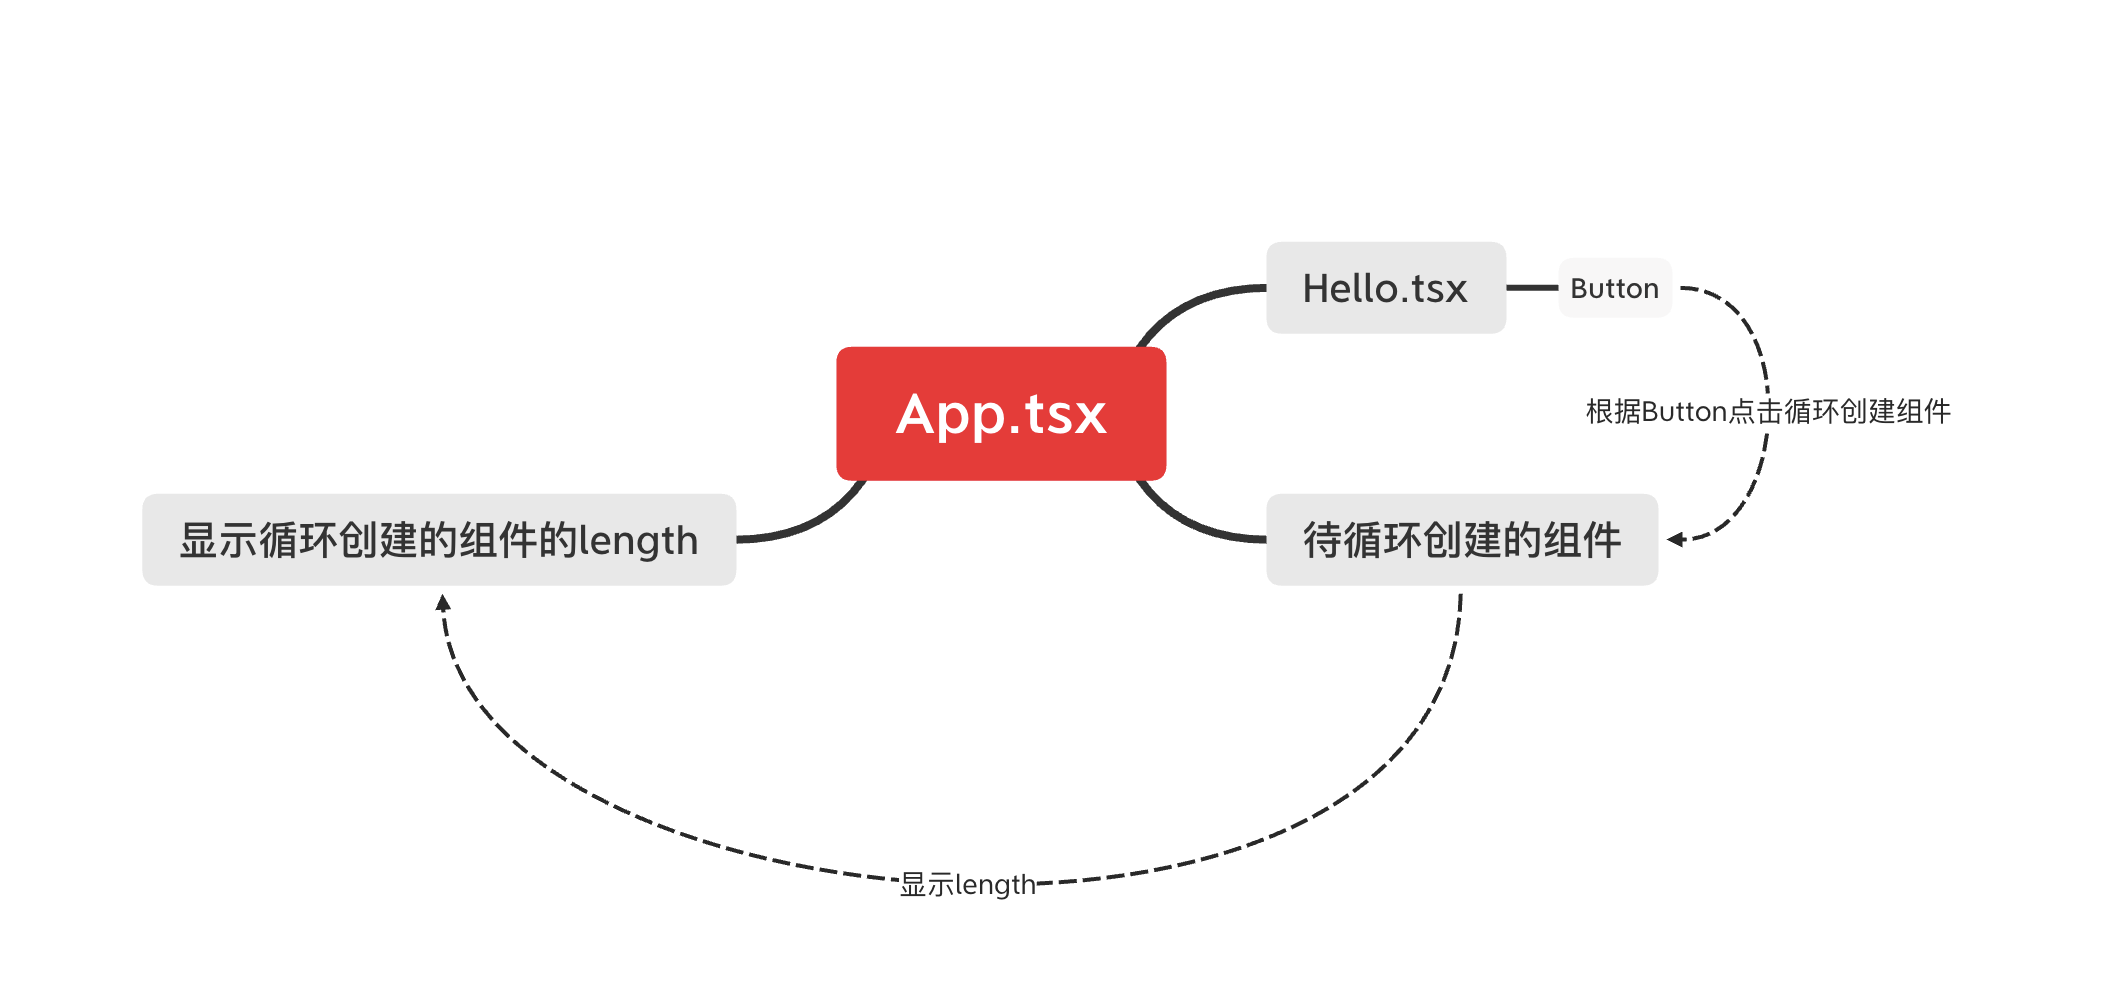 Hello.tsx
Button
App.tsx
根据Button点击循环创建组件
显示循环创建的组件的length
待循环创建的组件
显示length